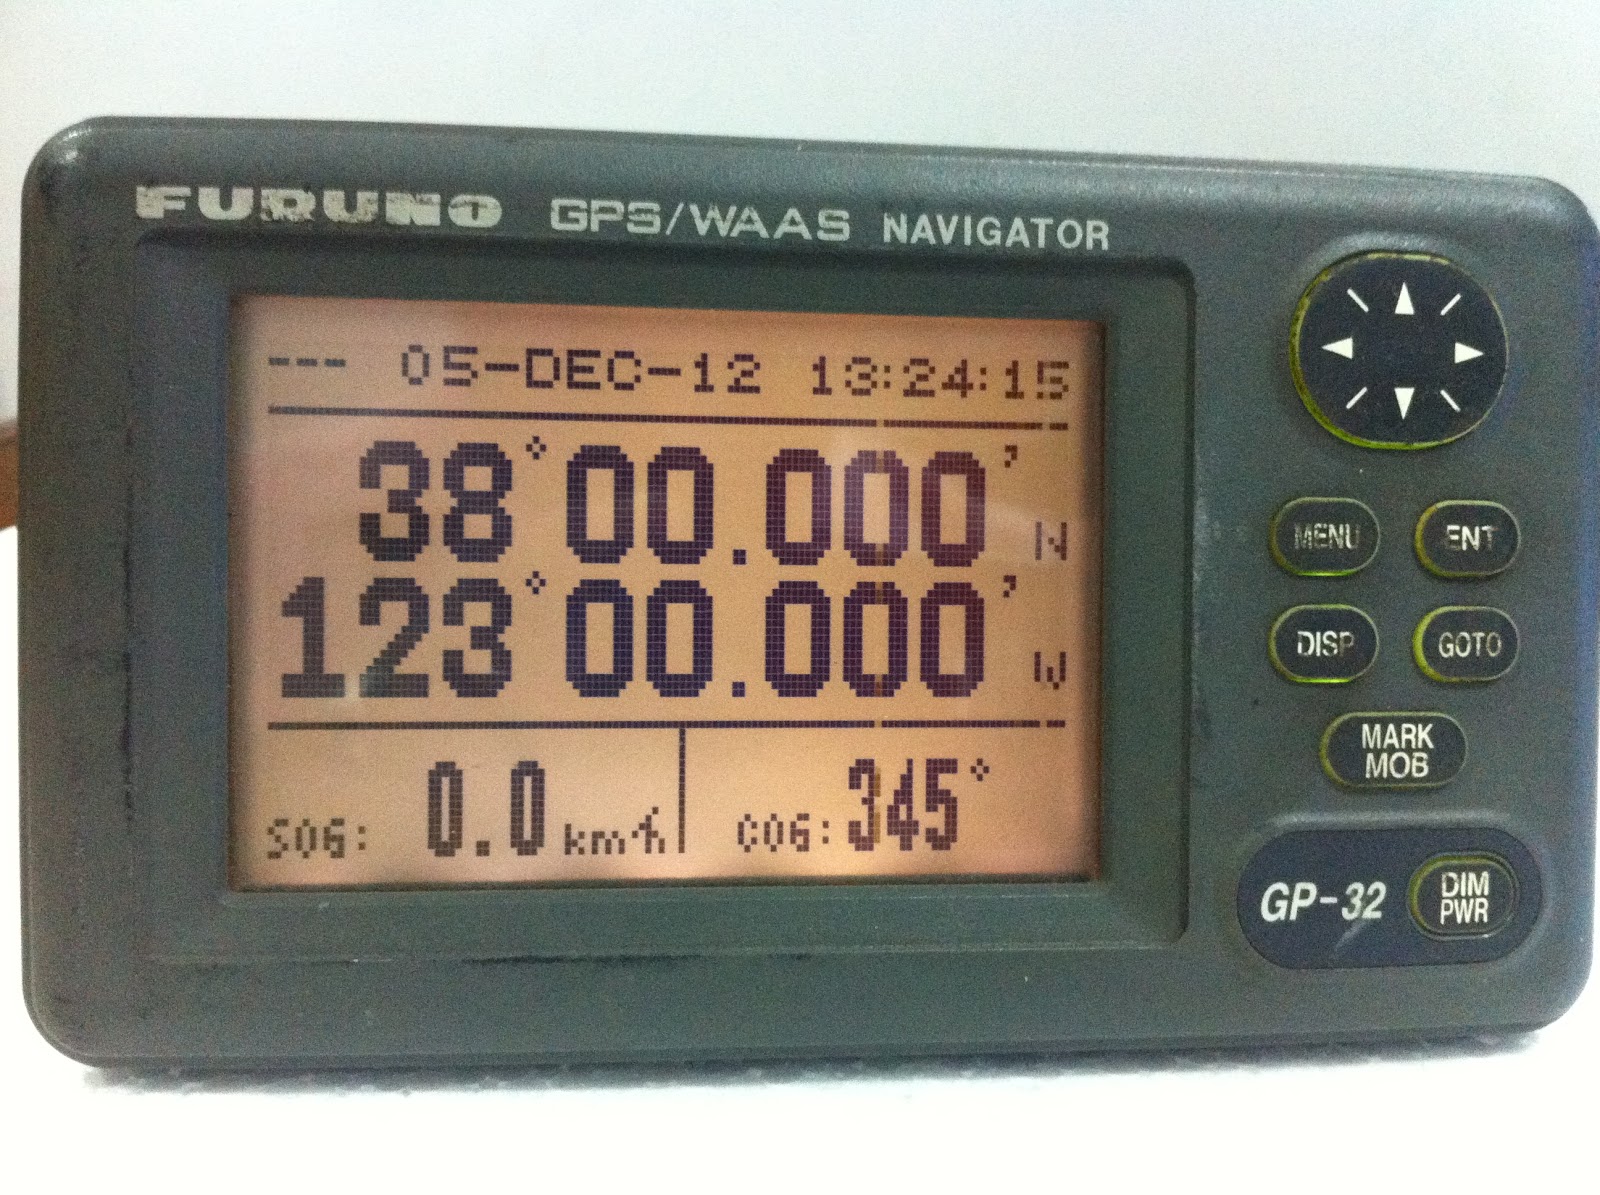 FURUNO GPS/WAAS NAVIGATOR
--- 05-DEC-12 13:24:15
38°00.000' N
123°00.000' W
SOG: 0.0 km/h COG: 345°
MENU ENT
DISP GOTO
MARK
MOB
GP-32
DIM
PWR